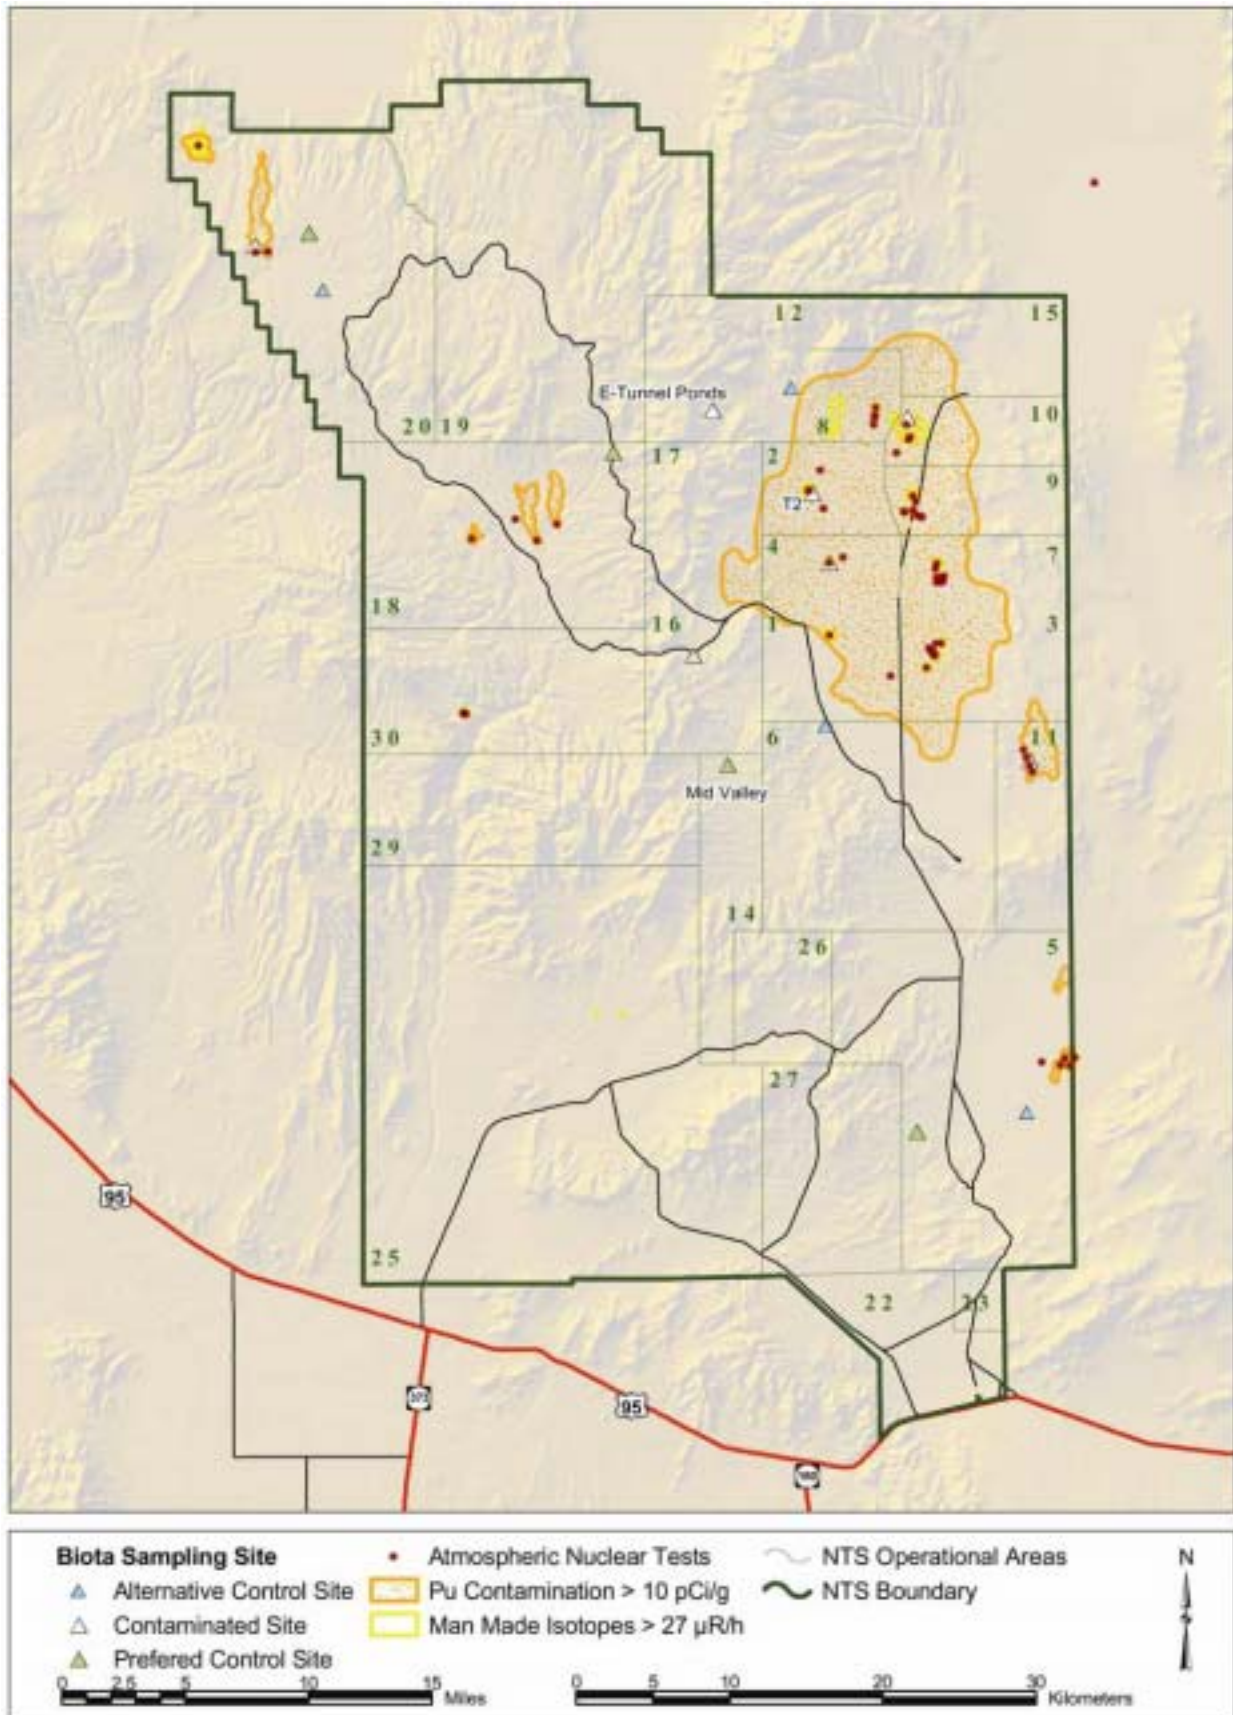 12
15
E-Tunnel Ponds
20 19
8
10
17
2
9
T2
4
7
18
16
1
3
30
6
11
Mid Valley
29
14
26
5
27
95
25
22
23
373
95
160
Biota Sampling Site
Alternative Control Site
Contaminated Site
Prefered Control Site
Atmospheric Nuclear Tests
Pu Contamination > 10 pCi/g
Man Made Isotopes > 27 µR/h
NTS Operational Areas
NTS Boundary
N
0 2.5 5 10 15
Miles
0 5 10 20 30
Kilometers